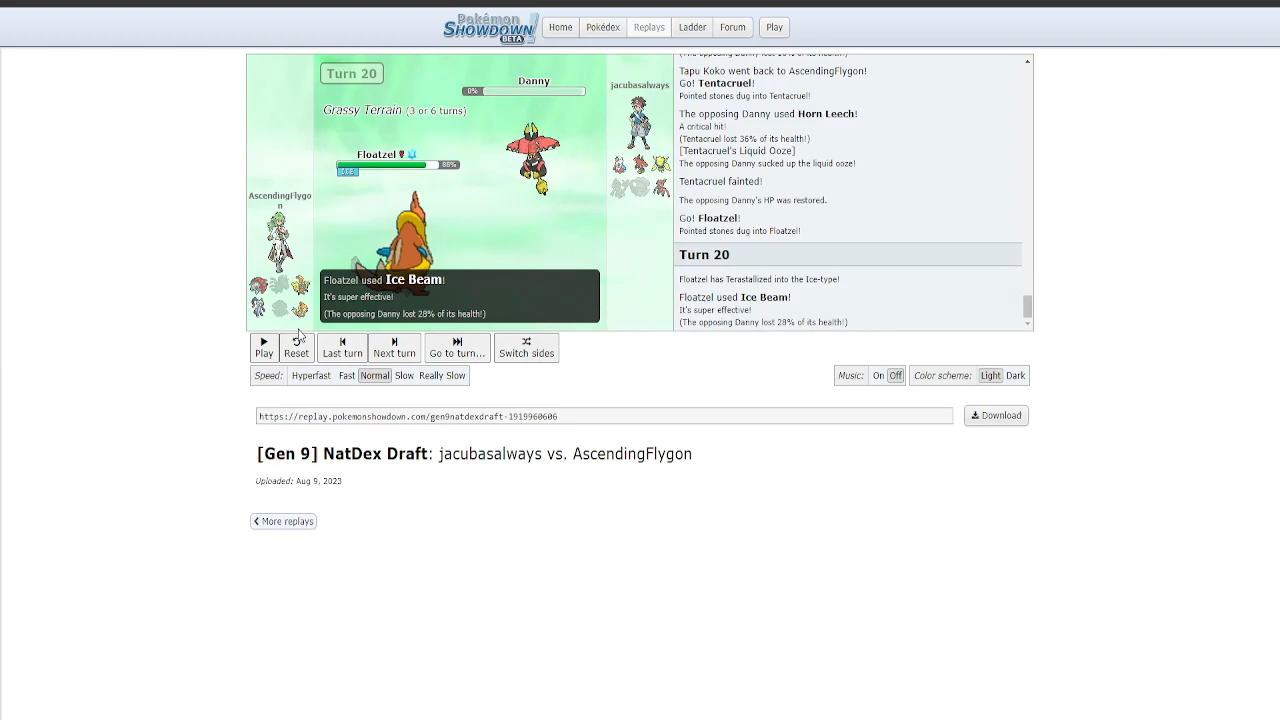 Pokémon
SHOWDOWN!
BETA
Home
Pokédex
Replays
Ladder
Forum
Play
Turn 20
Danny
0%
Grassy Terrain (3 or 6 turns)
Floatzel
88%
ICE
AscendingFlygo
n
jacubasalways
Floatzel used Ice Beam!
It's super effective!
(The opposing Danny lost 28% of its health!)
Tapu Koko went back to AscendingFlygon!
Go! Tentacruel!
Pointed stones dug into Tentacruel!
The opposing Danny used Horn Leech!
A critical hit!
(Tentacruel lost 36% of its health!)
[Tentacruel's Liquid Ooze]
The opposing Danny sucked up the liquid ooze!
Tentacruel fainted!
The opposing Danny's HP was restored.
Go! Floatzel!
Pointed stones dug into Floatzel!
Turn 20
Floatzel has Terastallized into the Ice-type!
Floatzel used Ice Beam!
It's super effective!
(The opposing Danny lost 28% of its health!)
Play
Reset
Last turn
Next turn
Go to turn...
Switch sides
Speed: Hyperfast Fast Normal Slow Really Slow
Music: On Off
Color scheme: Light Dark
https://replay.pokemonshowdown.com/gen9natdexdraft-1919960606
Download
[Gen 9] NatDex Draft: jacubasalways vs. AscendingFlygon
Uploaded: Aug 9, 2023
More replays